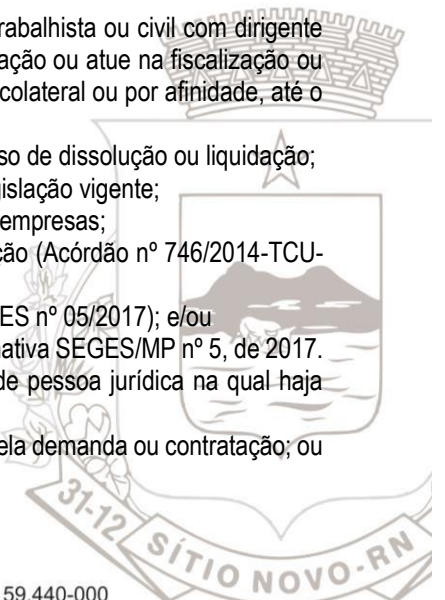 rabalhista ou civil com dirigente
ação ou atue na fiscalização ou
colateral ou por afinidade, até o
so de dissolução ou liquidação;
gislação vigente;
empresas;
ção (Acórdão nº 746/2014-TCU-
ES nº 05/2017); e/ou
nativa SEGES/MP nº 5, de 2017.
de pessoa jurídica na qual haja
ela demanda ou contratação; ou
31-12 SÍTIO NOVO-RN
59.440-000